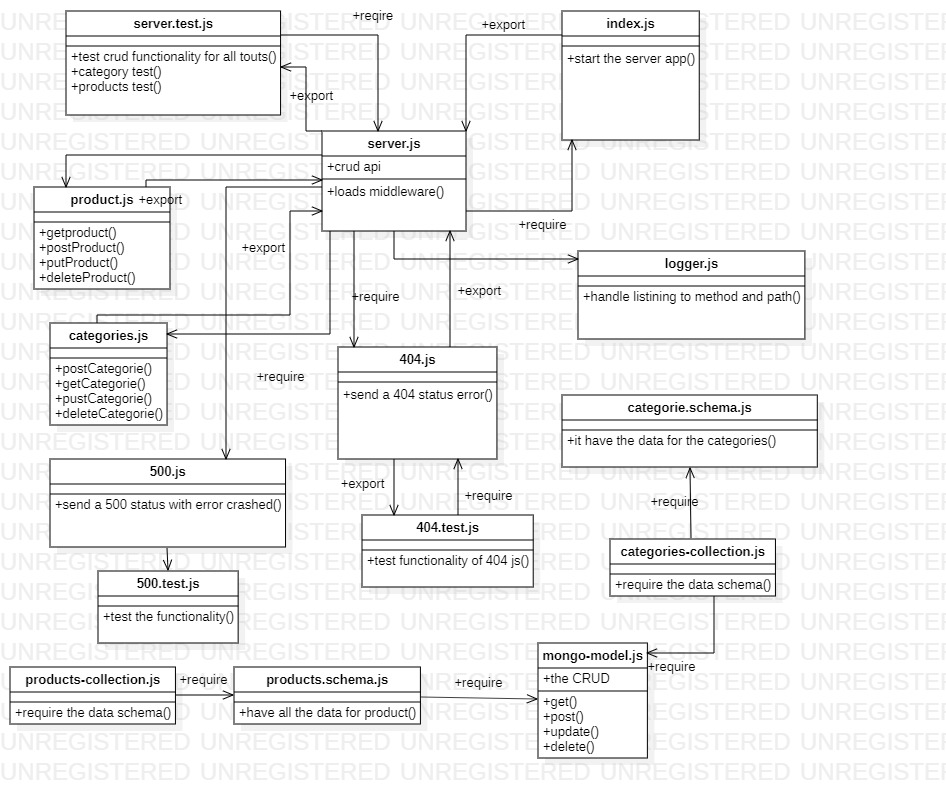 server.test.js
+test crud functionality for all touts()
+category test()
+products test()
+reqire
+export
index.js
+start the server app()
+export
server.js
+crud api
+loads middleware()
product.js
+export
+getproduct()
+postProduct()
+putProduct()
+deleteProduct()
+require
+export
logger.js
+handle listining to method and path()
+require
+export
categories.js
+postCategorie()
+getCategorie()
+pustCategorie()
+deleteCategorie()
+require
404.js
+send a 404 status error()
categorie.schema.js
+it have the data for the categories()
500.js
+send a 500 status with error crashed()
+export
+require
+require
404.test.js
+test functionality of 404 js()
categories-collection.js
+require the data schema()
500.test.js
+test the functionality()
mongo-model.js
+require
+the CRUD
+get()
+post()
+update()
+delete()
products-collection.js
+require the data schema()
+require
products.schema.js
+have all the data for product()
+require
UNREGISTERED